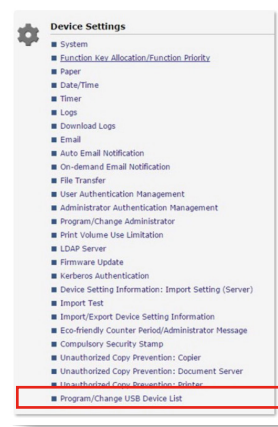 Device Settings
System
Function Key Allocation/Function Priority
Paper
Date/Time
Timer
Logs
Download Logs
Email
Auto Email Notification
On-demand Email Notification
File Transfer
User Authentication Management
Administrator Authentication Management
Program/Change Administrator
Print Volume Use Limitation
LDAP Server
Firmware Update
Kerberos Authentication
Device Setting Information: Import Setting (Server)
Import Test
Import/Export Device Setting Information
Eco-friendly Counter Period/Administrator Message
Compulsory Security Stamp
Unauthorized Copy Prevention: Copier
Unauthorized Copy Prevention: Document Server
Unauthorized Copy Prevention: Printer
Program/Change USB Device List